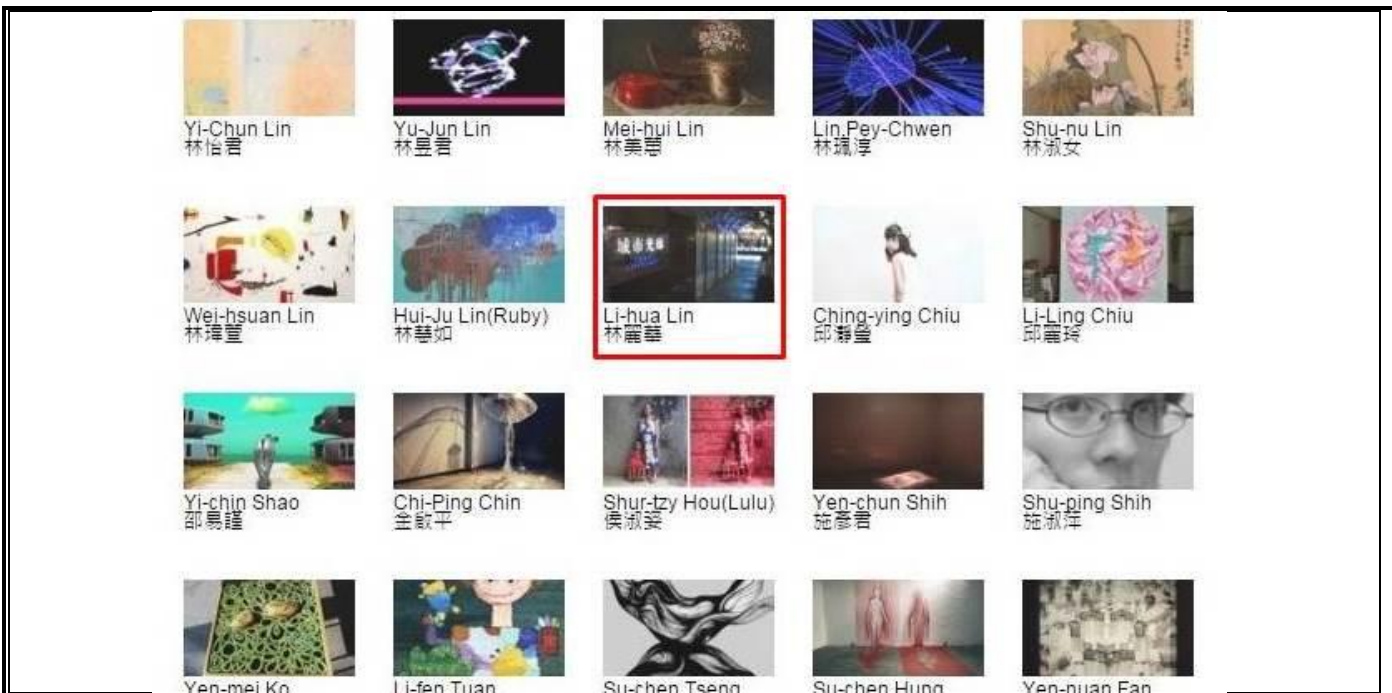 Yi-Chun Lin
林怡君
Yu-Jun Lin
林昱君
Mei-hui Lin
林美慧
Lin,Pey-Chwen
林珮淳
Shu-nu Lin
林淑女
Wei-hsuan Lin
林瑋萱
Hui-Ju Lin(Ruby)
林慧如
城市光廊
Li-hua Lin
林麗華
Ching-ying Chiu
邱瀞瑩
Li-Ling Chiu
邱麗玲
Yi-chin Shao
邵易謹
Chi-Ping Chin
金啟平
Shur-tzy Hou(Lulu)
侯淑姿
Yen-chun Shih
施彥君
Shu-ping Shih
施淑萍
Yen-mei Ko
Li-fen Tuan
Su-chen Tseng
Su-chen Hung
Yen-nuan Fan